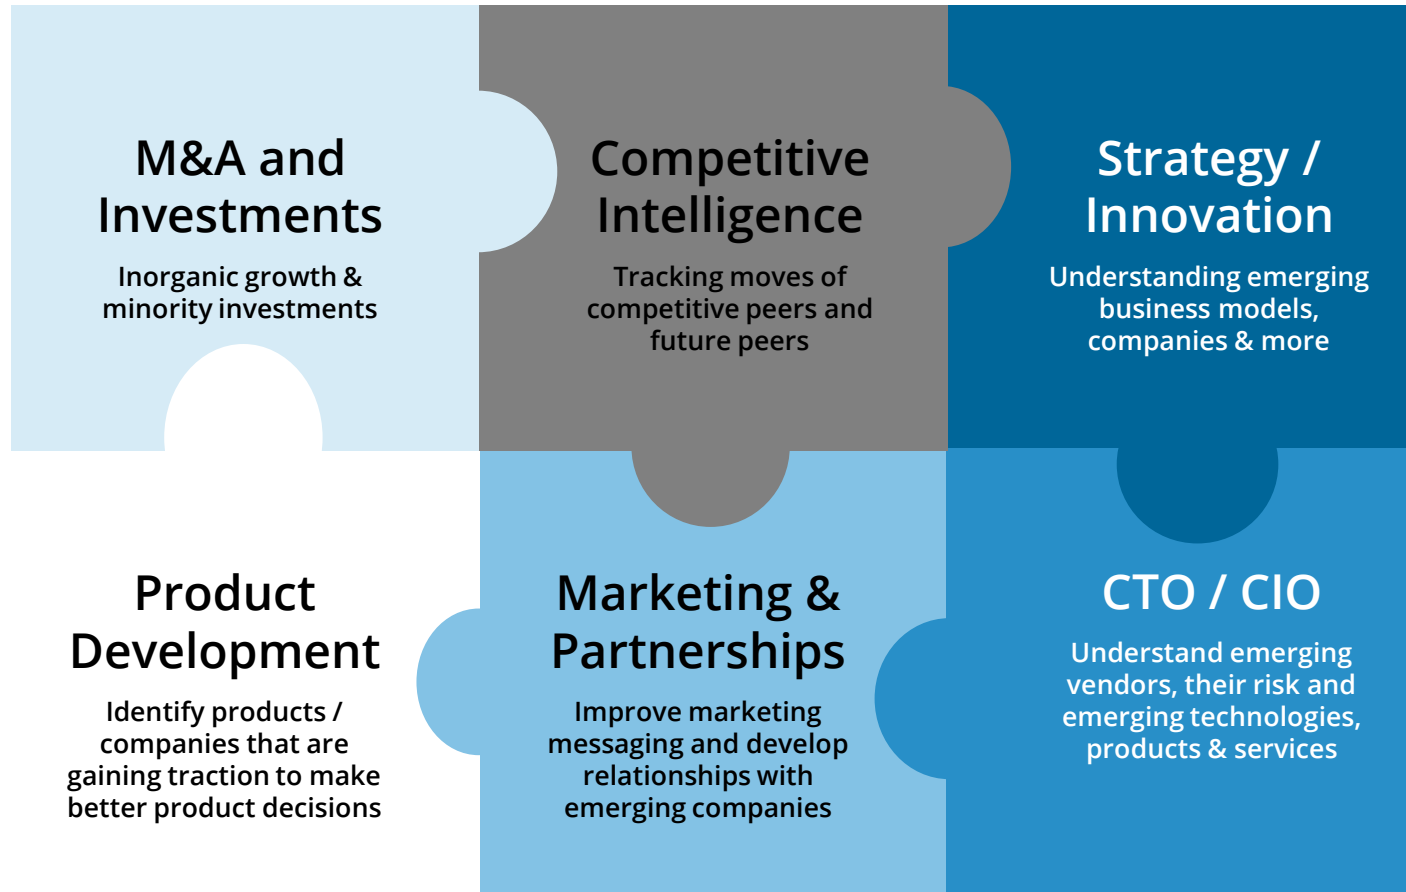 M&A and
Investments
Inorganic growth &
minority investments
Competitive
Intelligence
Tracking moves of
competitive peers and
future peers
Strategy /
Innovation
Understanding emerging
business models,
companies & more
Product
Development
Identify products /
companies that are
gaining traction to make
better product decisions
Marketing &
Partnerships
Improve marketing
messaging and develop
relationships with
emerging companies
CTO / CIO
Understand emerging
vendors, their risk and
emerging technologies,
products & services